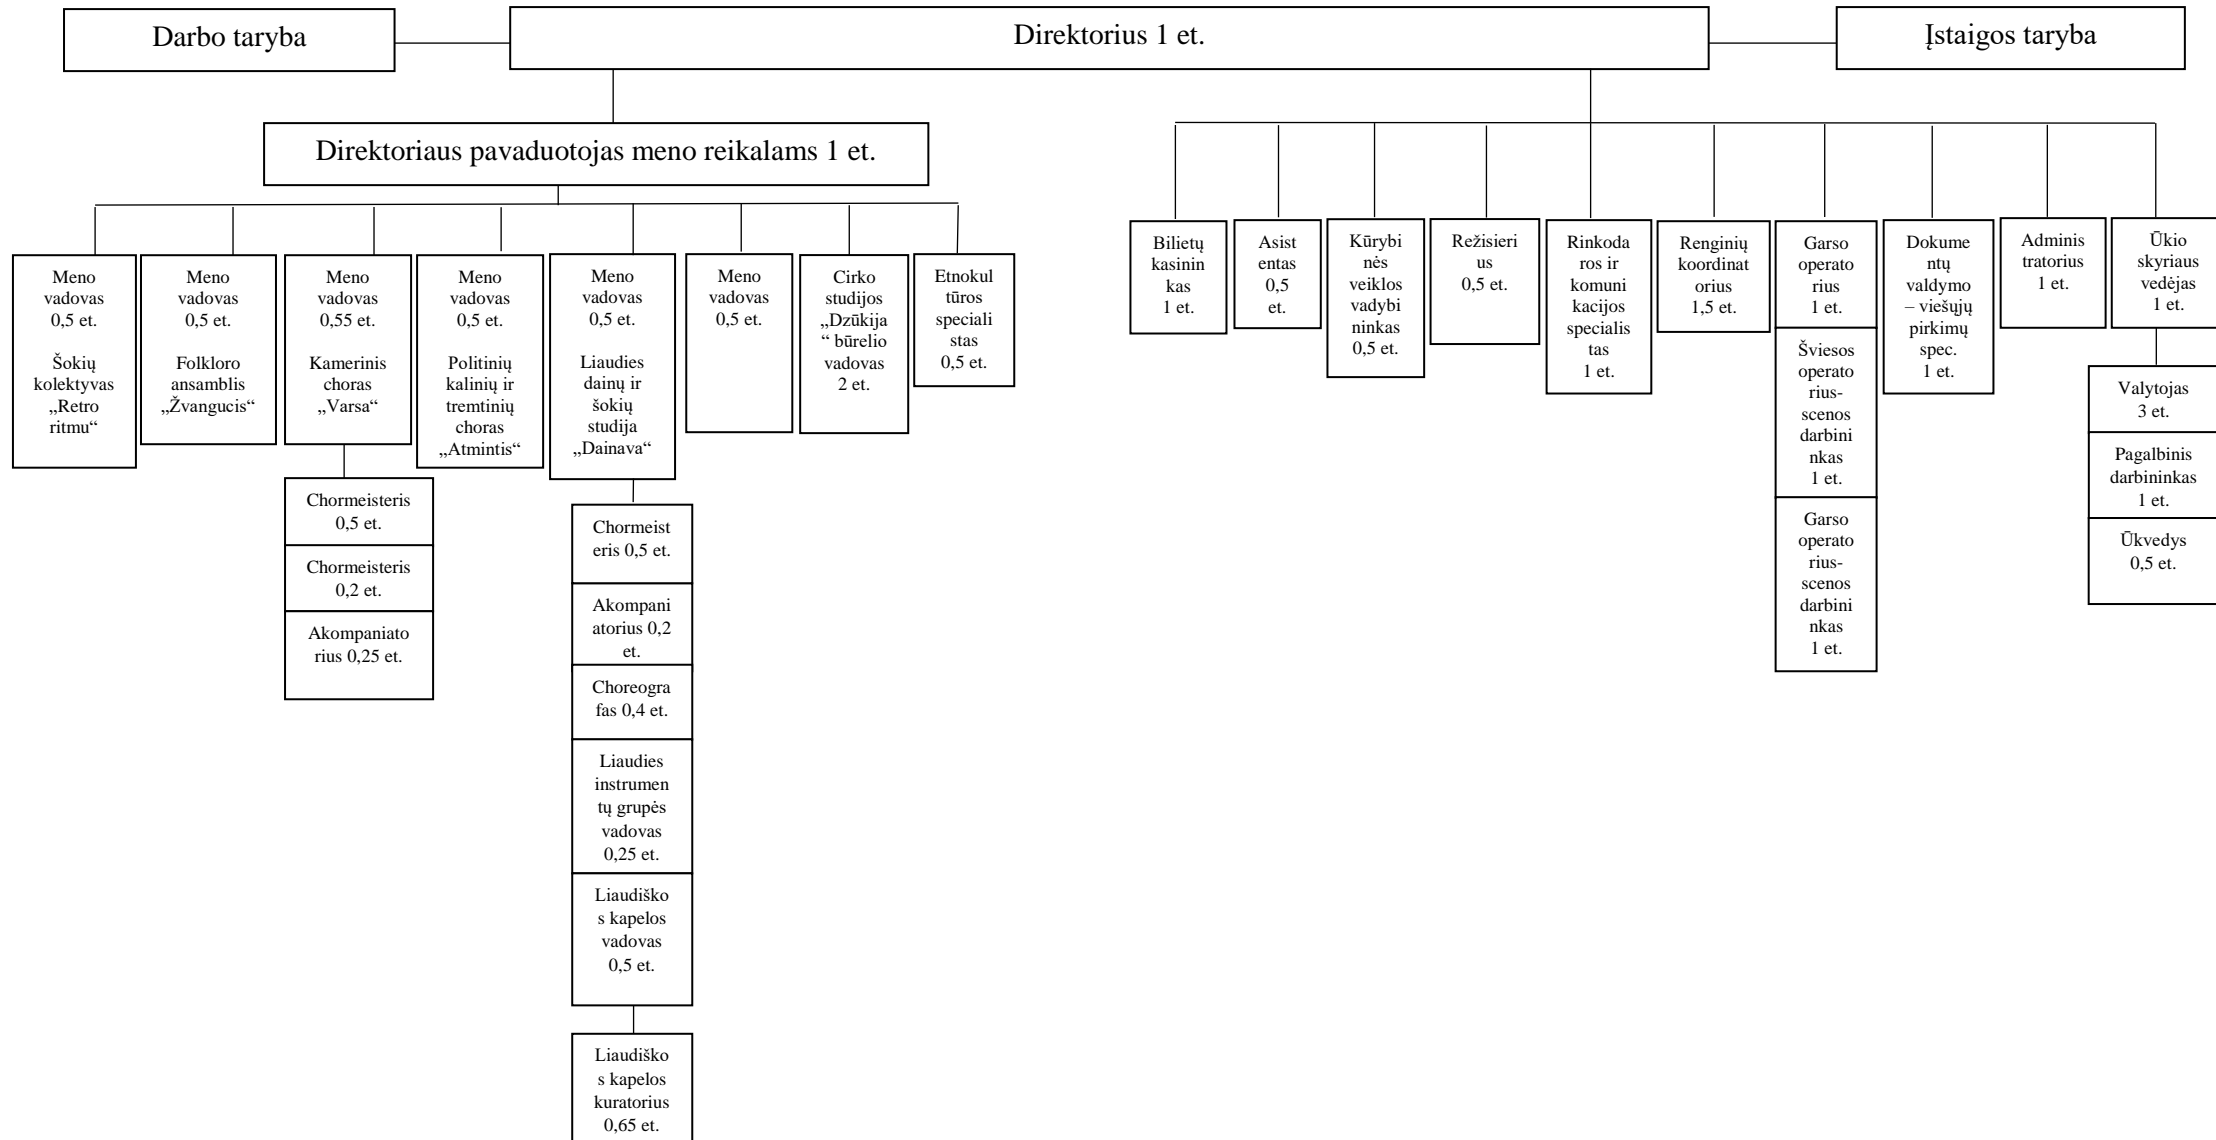 Darbo taryba
Direktorius 1 et.
Įstaigos taryba
Direktoriaus pavaduotojas meno reikalams 1 et.
Meno
vadovas
0,5 et.
Šokių
kolektyvas
„Retro
ritmu“
Meno
vadovas
0,5 et.
Folkloro
ansamblis
„Žvangucis“
Meno
vadovas
0,55 et.
Kamerinis
choras
„Varsa“
Chormeisteris
0,5 et.
Chormeisteris
0,2 et.
Akompaniato
rius 0,25 et.
Meno
vadovas
0,5 et.
Politinių
kalinių ir
tremtinių
choras
„Atmintis“
Meno
vadovas
0,5 et.
Liaudies
dainų ir
šokių
studija
„Dainava“
Chormeist
eris 0,5 et.
Akompani
atorius 0,2
et.
Choreogra
fas 0,4 et.
Liaudies
instrumen
tų grupės
vadovas
0,25 et.
Liaudiško
s kapelos
vadovas
0,5 et.
Liaudiško
s kapelos
kuratorius
0,65 et.
Meno
vadovas
0,5 et.
Cirko
studijos
„Dzūkija
“ būrelio
vadovas
2 et.
Etnokul
tūros
speciali
stas
0,5 et.
Bilietų
kasinin
kas
1 et.
Asist
entas
0,5
et.
Kūrybi
nės
veiklos
vadybi
ninkas
0,5 et.
Režisieri
us
0,5 et.
Rinkoda
ros ir
komuni
kacijos
specialis
tas
1 et.
Renginių
koordinat
orius
1,5 et.
Garso
operato
rius
1 et.
Šviesos
operato
rius-
scenos
darbini
nkas
1 et.
Garso
operato
rius-
scenos
darbini
nkas
1 et.
Dokume
ntų
valdymo
– viešųjų
pirkimų
spec.
1 et.
Adminis
tratorius
1 et.
Ūkio
skyriaus
vedėjas
1 et.
Valytojas
3 et.
Pagalbinis
darbininkas
1 et.
Ūkvedys
0,5 et.